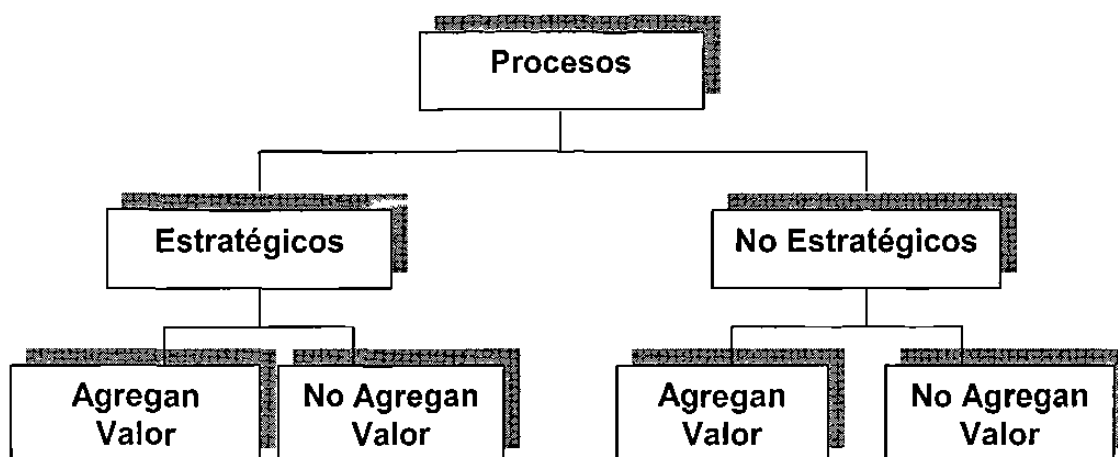 Procesos
Estratégicos
No Estratégicos
Agregan
Valor
No Agregan
Valor
Agregan
Valor
No Agregan
Valor